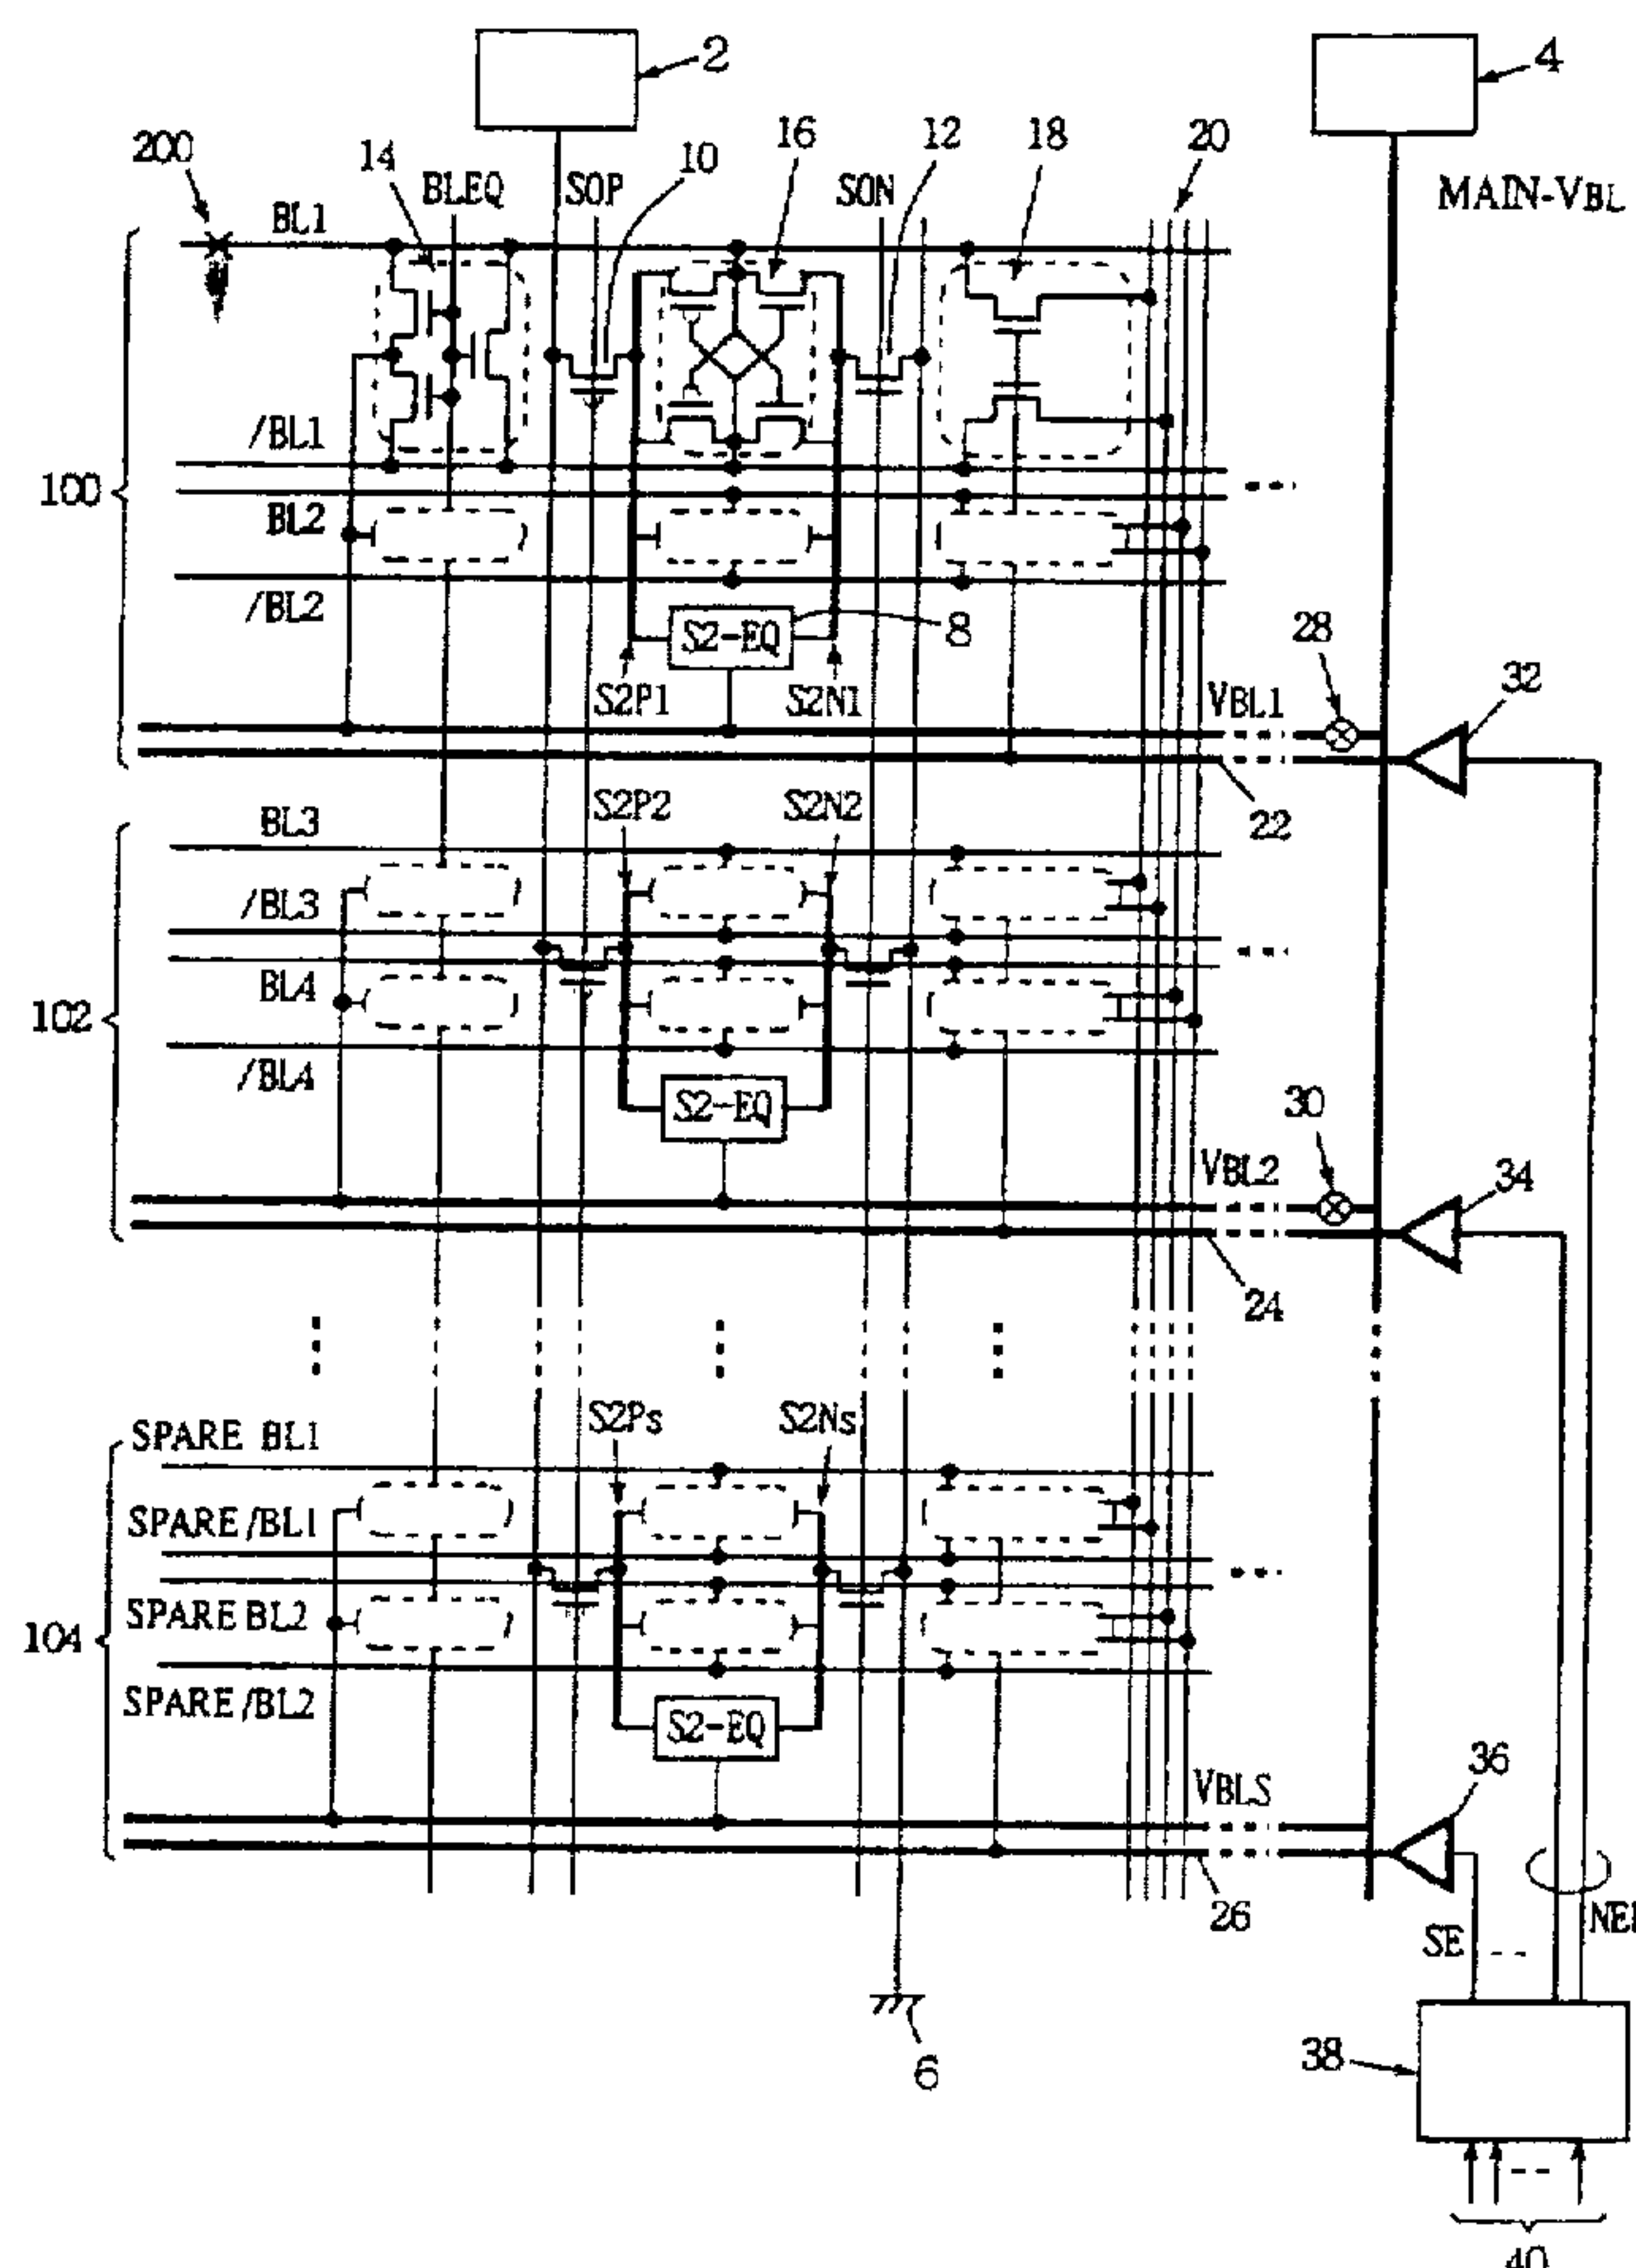 2
4
200
14
BLEQ
SOP
10
16
SON
12
18
20
MAIN-VBL
BL1
/BL1
100
BL2
/BL2
S2-EQ
8
S2P1
S2N1
VBL1
28
32
22
S2P2
S2N2
BL3
/BL3
102
BL4
/BL4
S2-EQ
30
VBL2
34
24
S2Ps
S2Ns
SPARE BL1
SPARE /BL1
104
SPARE BL2
SPARE /BL2
S2-EQ
VBLS
36
26
SE
6
38
40